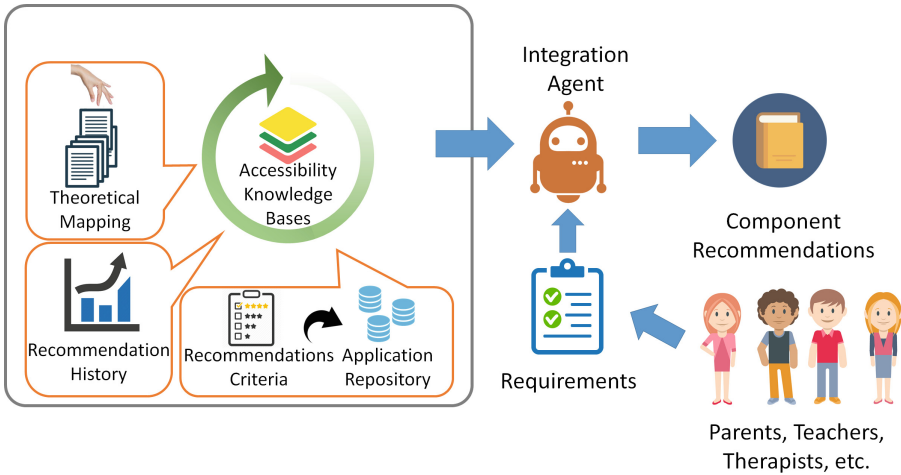 Theoretical
Mapping
Accessibility
Knowledge
Bases
Recommendation
History
Recommendations
Criteria
Application
Repository
Integration
Agent
Component
Recommendations
Requirements
Parents, Teachers,
Therapists, etc.